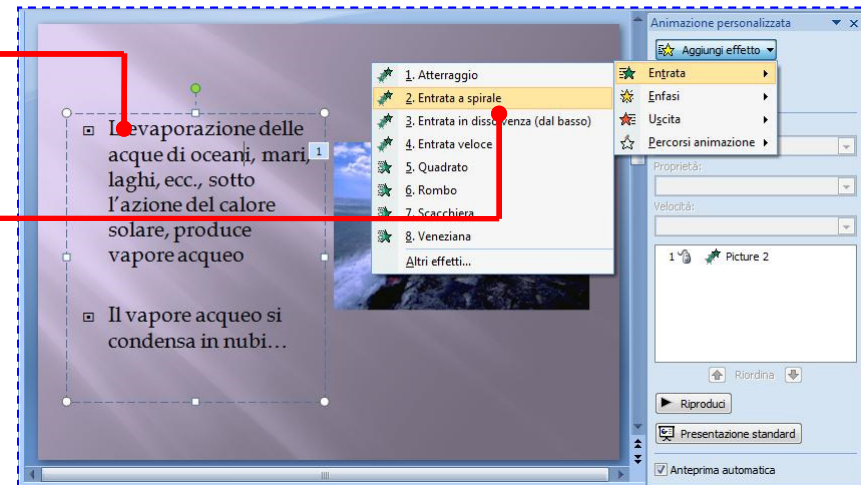 L'evaporazione delle
acque di oceani, mari,
laghi, ecc., sotto
l'azione del calore
solare, produce
vapore acqueo
Il vapore acqueo si
condensa in nubi…
1
1. Atterraggio
2. Entrata a spirale
3. Entrata in dissolvenza (dal basso)
4. Entrata veloce
5. Quadrato
6. Rombo
7. Scacchiera
8. Veneziana
Altri effetti...
Animazione personalizzata
Aggiungi effetto
Entrata
Enfasi
Uscita
Percorsi animazione
Proprietà:
Velocità:
1 Picture 2
Riordina
Riproduci
Presentazione standard
Anteprima automatica